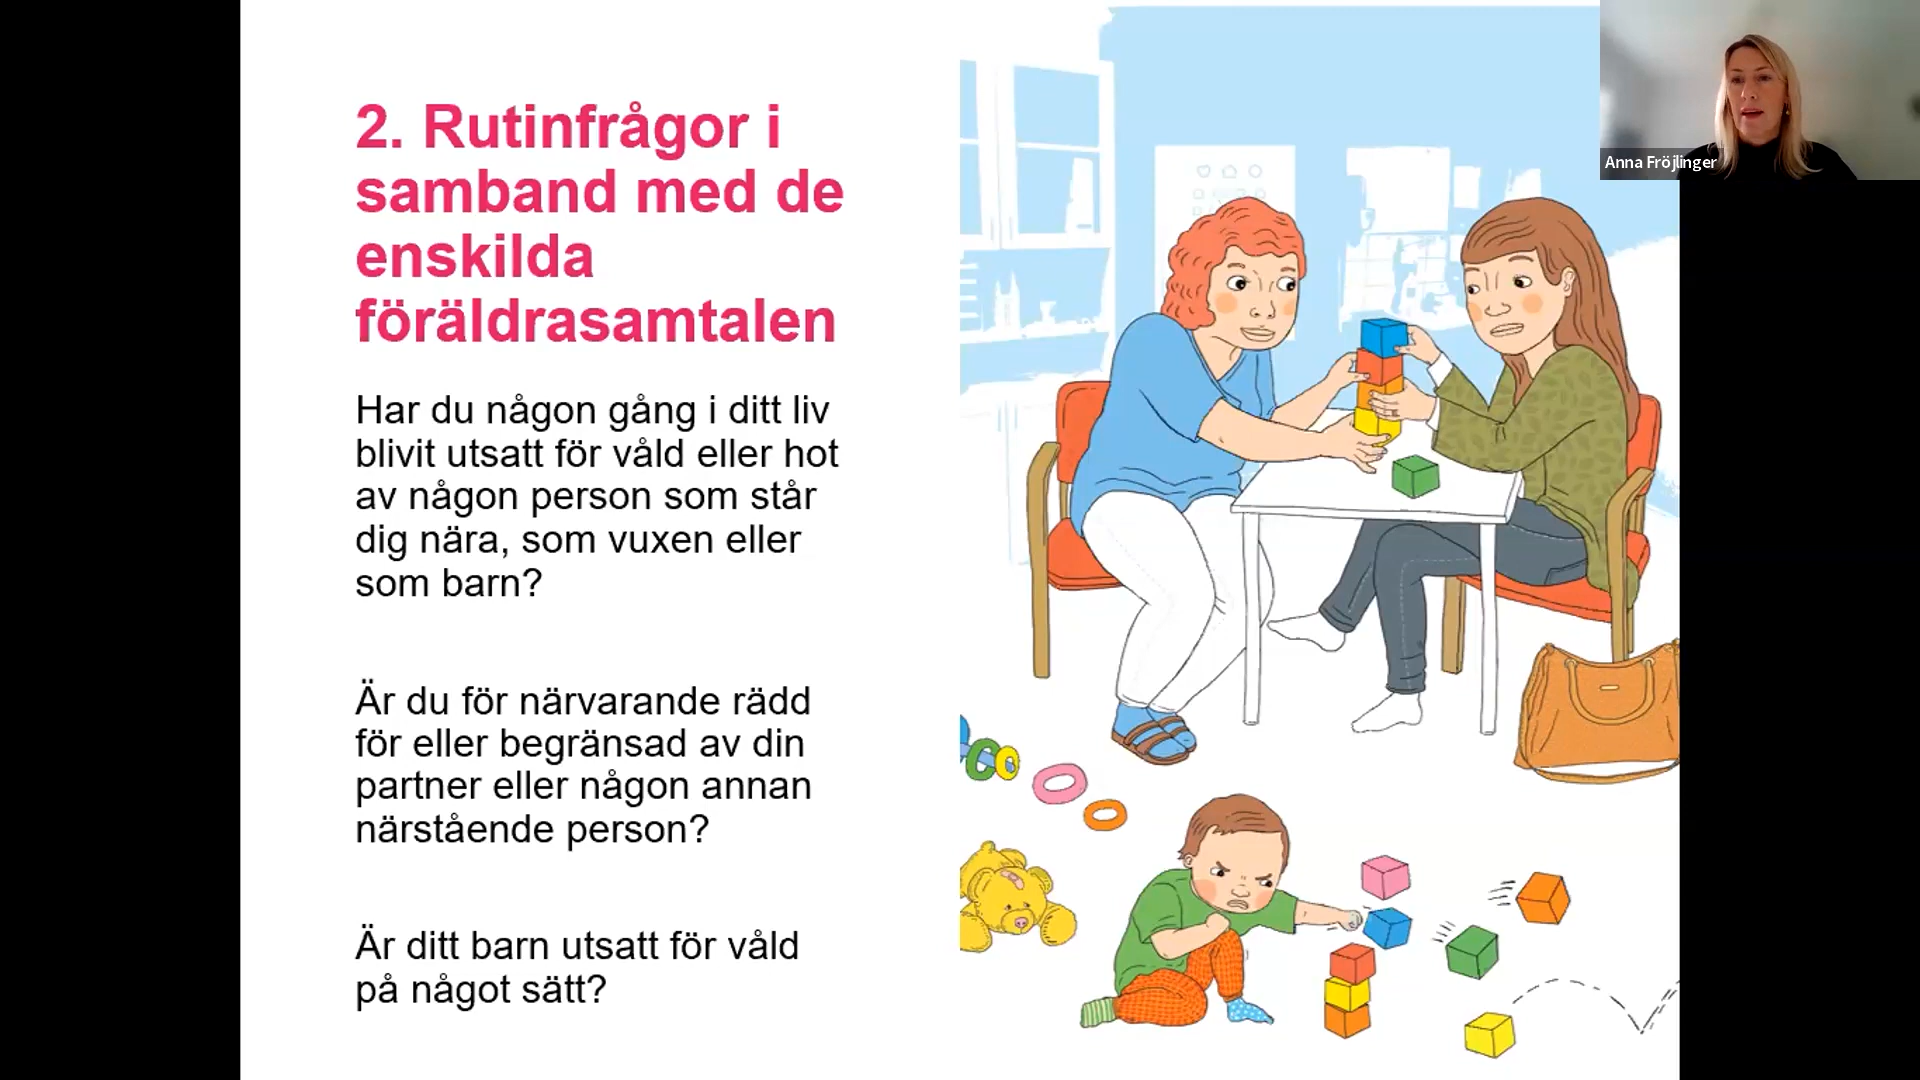 2. Rutinfrågor i
samband med de
enskilda
föräldrasamtalen
Har du någon gång i ditt liv
blivit utsatt för våld eller hot
av någon person som står
dig nära, som vuxen eller
som barn?
Är du för närvarande rädd
för eller begränsad av din
partner eller någon annan
närstående person?
Är ditt barn utsatt för våld
på något sätt?
Anna Fröjlinger